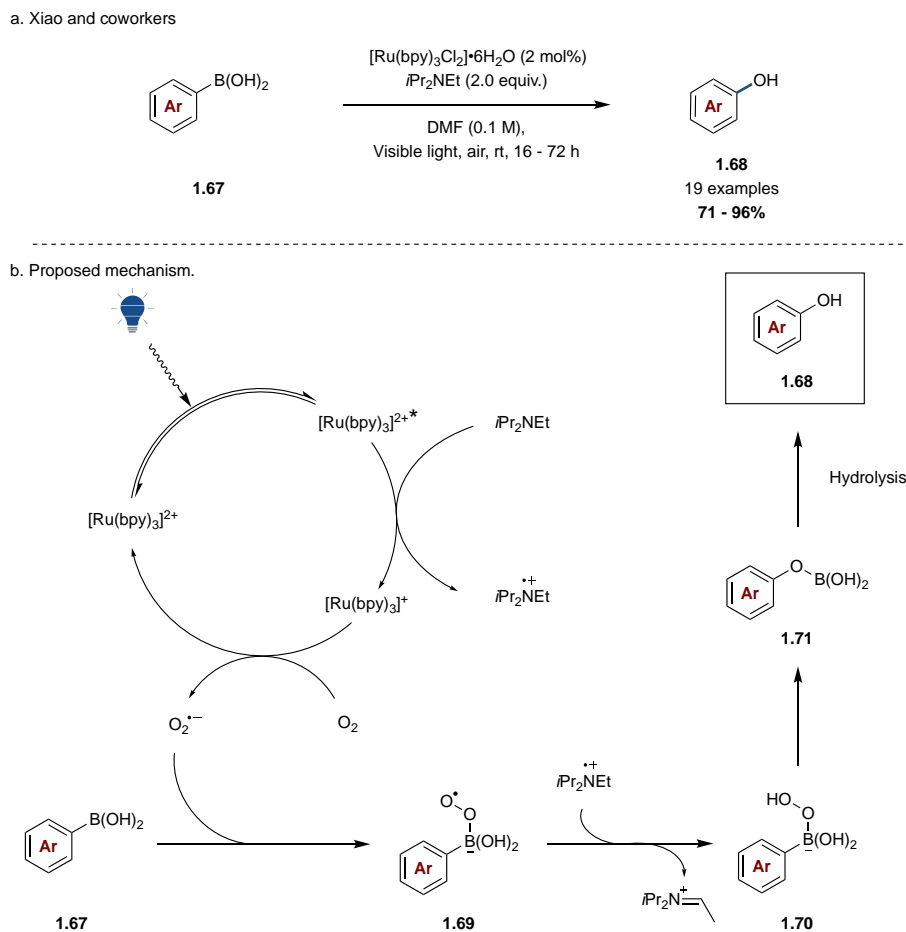 a. Xiao and coworkers
B(OH)₂
Ar
1.67
[Ru(bpy)₃Cl₂]•6H₂O (2 mol%)
iPr₂NEt (2.0 equiv.)
DMF (0.1 M),
Visible light, air, rt, 16 - 72 h
OH
Ar
1.68
19 examples
71 - 96%
b. Proposed mechanism.
OH
Ar
1.68
[Ru(bpy)₃]²⁺*
iPr₂NEt
Hydrolysis
[Ru(bpy)₃]²⁺
[Ru(bpy)₃]⁺
iPr₂N•⁺Et
O
B(OH)₂
Ar
1.71
O₂•−
O₂
B(OH)₂
Ar
1.67
O•
O
B(OH)₂
−
Ar
1.69
iPr₂N•⁺Et
iPr₂N⁺
HO
O
B(OH)₂
−
Ar
1.70